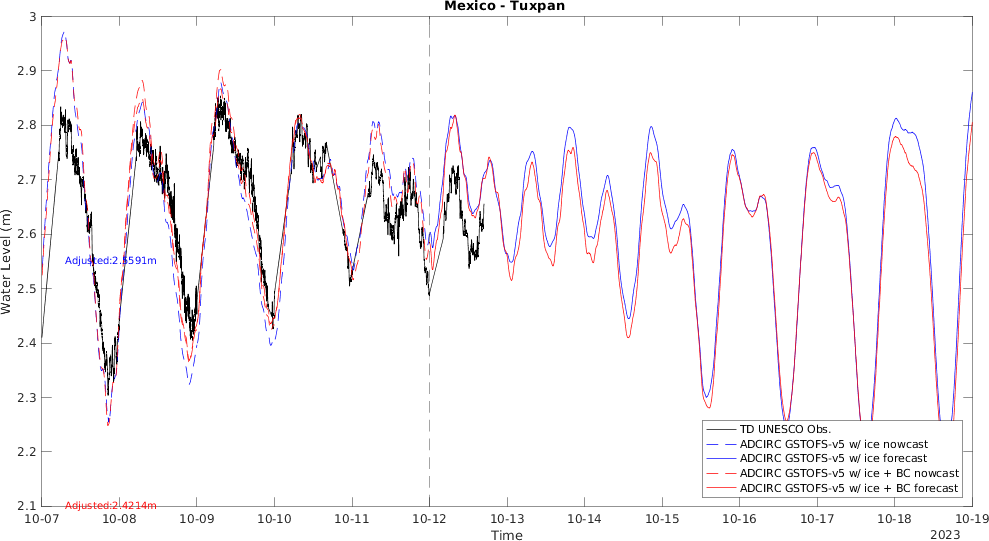 Mexico - Tuxpan
3
2.9
2.8
2.7
2.6
2.5
2.4
2.3
2.2
2.1
Water Level (m)
Adjusted:2.5591m
Adjusted:2.4214m
TD UNESCO Obs.
ADCIRC GSTOFS-v5 w/ ice nowcast
ADCIRC GSTOFS-v5 w/ ice forecast
ADCIRC GSTOFS-v5 w/ ice + BC nowcast
ADCIRC GSTOFS-v5 w/ ice + BC forecast
10-07 10-08 10-09 10-10 10-11 10-12 10-13 10-14 10-15 10-16 10-17 10-18 10-19
Time
2023